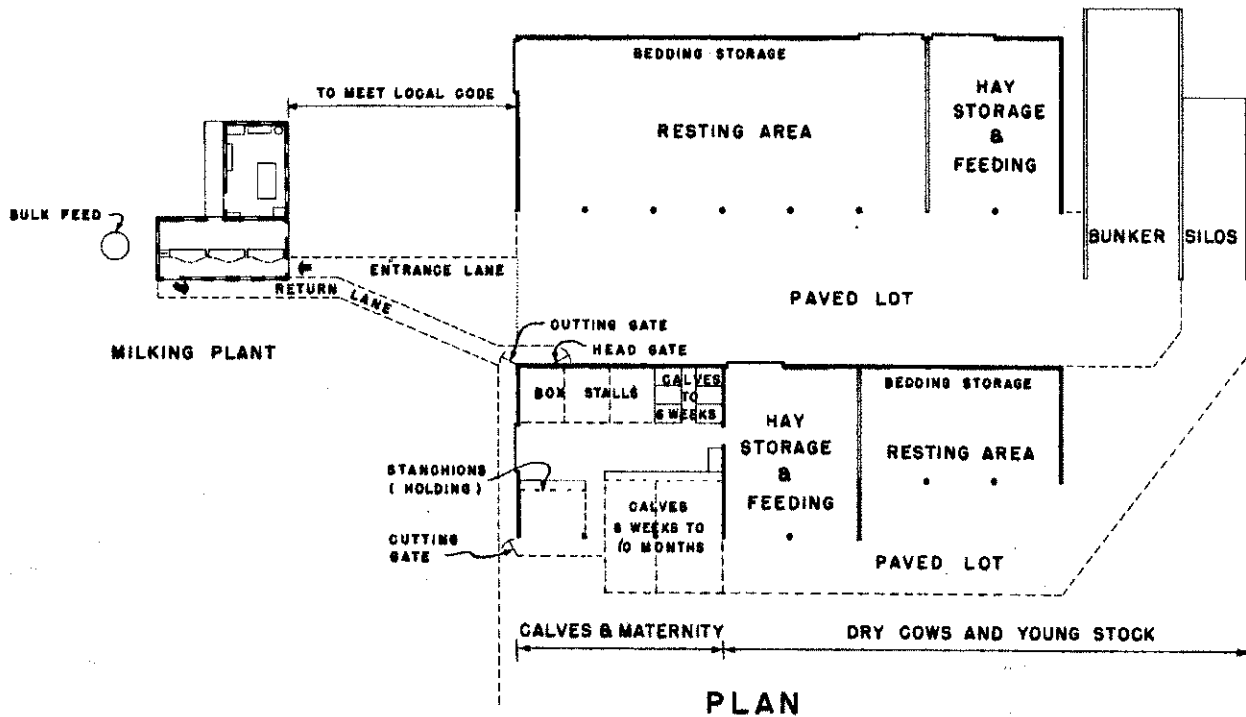 BEDDING STORAGE
TO MEET LOCAL CODE
HAY
STORAGE
&
FEEDING
RESTING AREA
BULK FEED
BUNKER SILOS
ENTRANCE LANE
RETURN LANE
PAVED LOT
CUTTING GATE
HEAD GATE
MILKING PLANT
BOX STALLS
CALVES
TO
6 WEEKS
BEDDING STORAGE
HAY
STORAGE
&
FEEDING
RESTING AREA
STANCHIONS
(HOLDING)
CALVES
6 WEEKS TO
10 MONTHS
CUTTING
GATE
PAVED LOT
CALVES & MATERNITY
DRY COWS AND YOUNG STOCK
PLAN